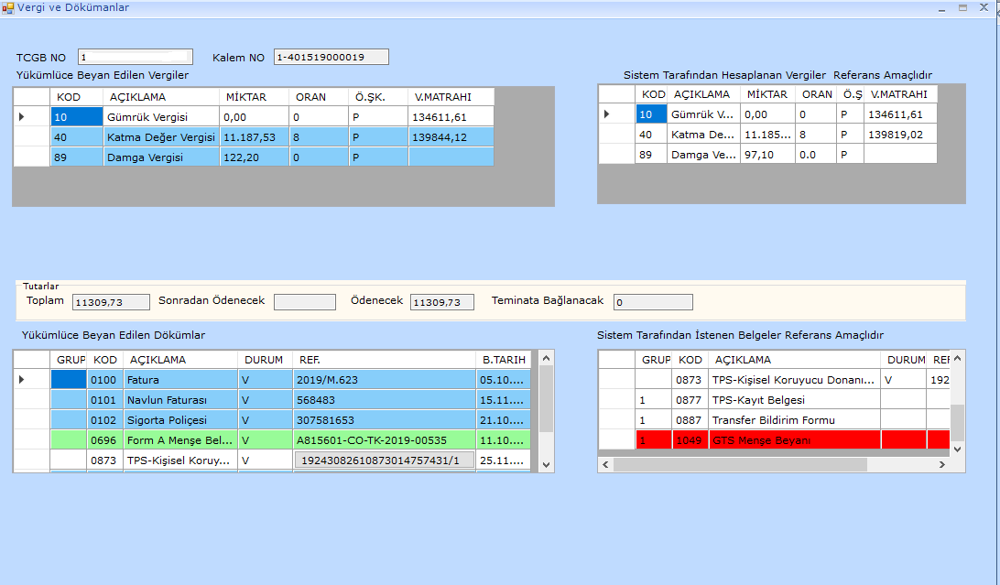 Vergi ve Dökümanlar
TCGB NO 1 Kalem NO 1-401519000019
Yükümlüce Beyan Edilen Vergiler
KOD AÇIKLAMA MİKTAR ORAN Ö.ŞK. V.MATRAHI
10 Gümrük Vergisi 0,00 0 P 134611,61
40 Katma Değer Vergisi 11.187,53 8 P 139844,12
89 Damga Vergisi 122,20 0 P
Sistem Tarafından Hesaplanan Vergiler Referans Amaçlıdır
KOD AÇIKLAMA MİKTAR ORAN Ö.Ş V.MATRAHI
10 Gümrük V... 0,00 0 P 134611,61
40 Katma De... 11.185... 8 P 139819,02
89 Damga Ve... 97,10 0.0 P
Tutarlar
Toplam 11309,73 Sonradan Ödenecek Ödenecek 11309,73 Teminata Bağlanacak 0
Yükümlüce Beyan Edilen Dökümlar
GRUP KOD AÇIKLAMA DURUM REF. B.TARIH
0100 Fatura V 2019/M.623 05.10....
0101 Navlun Faturası V 568483 15.11....
0102 Sigorta Poliçesi V 307581653 21.10....
0696 Form A Menşe Bel... V A815601-CO-TK-2019-00535 11.10....
0873 TPS-Kişisel Koruy... V 19243082610873014757431/1 25.11....
Sistem Tarafından İstenen Belgeler Referans Amaçlıdır
GRUP KOD AÇIKLAMA DURUM REF
0873 TPS-Kişisel Koruyucu Donanı... V 192
1 0877 TPS-Kayıt Belgesi
1 0887 Transfer Bildirim Formu
1 1049 GTS Menşe Beyanı